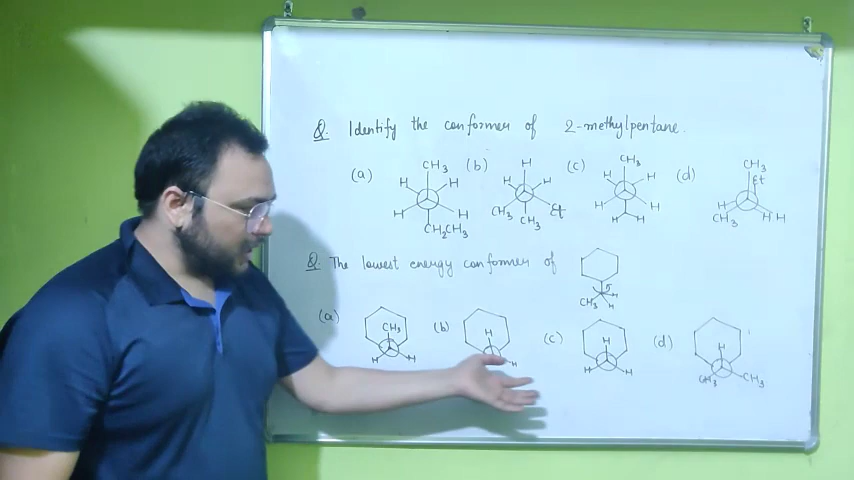 Q. Identify the conformer of 2-methylpentane.
(a) CH3 H H H H CH2CH3
(b) H H H CH3 CH3 Et
(c) CH3 H H H H H H
(d) CH3 Et H CH3 H H
Q. The lowest energy conformer of
CH3 H H
(a) CH3 H H
(b) H H
(c) H H H
(d) H CH3 CH3